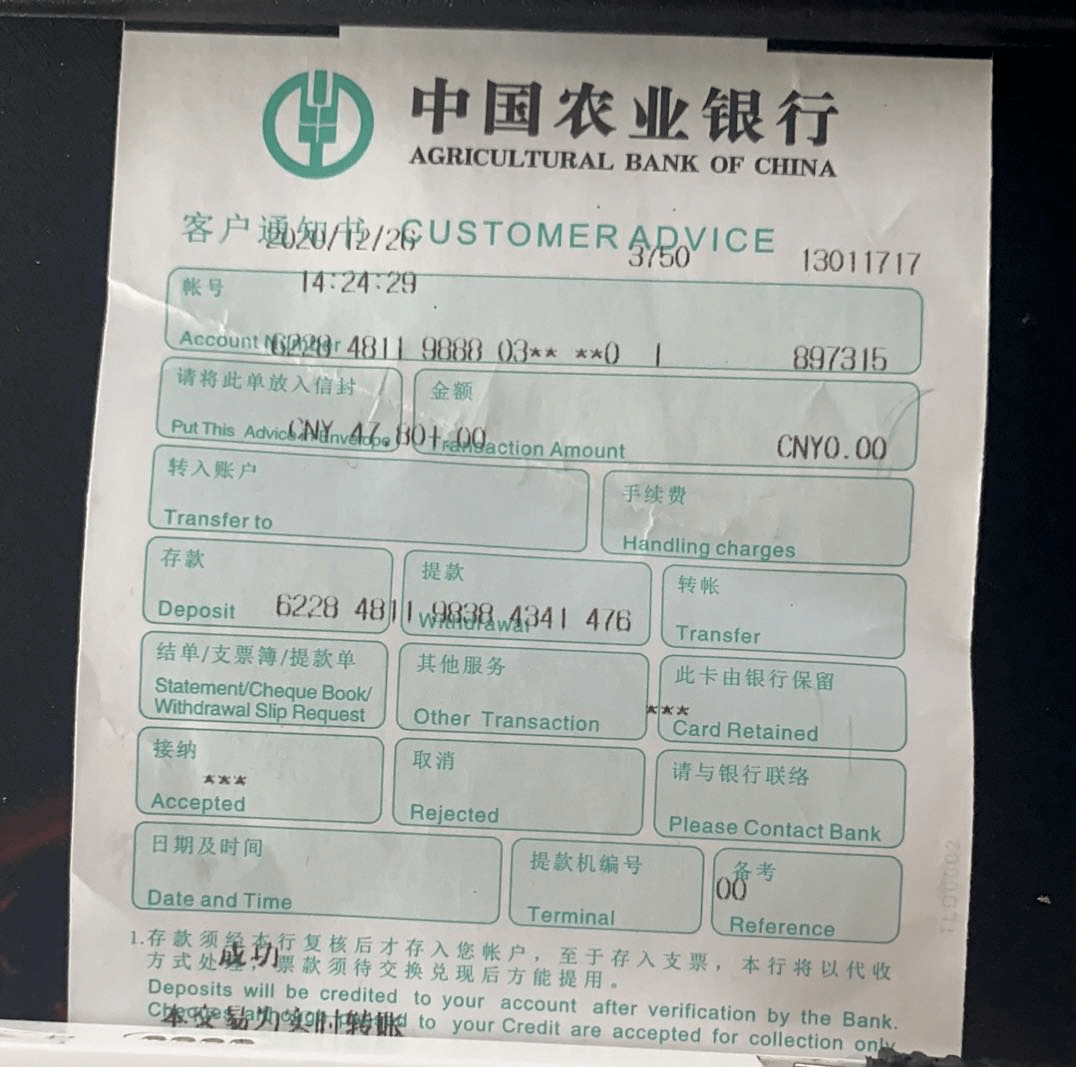 中国农业银行
AGRICULTURAL BANK OF CHINA
客户通知书 CUSTOMER ADVICE
2020/12/26 3750 13011717
14:24:29
帐号
Account Number 6228 4811 9888 03** **0 1 897315
请将此单放入信封 金额
Put This Advice in Envelope CNY 47,801.00 Transaction Amount CNY0.00
转入账户 手续费
Transfer to Handling charges
存款 提款 转帐
Deposit 6228 4811 9838 4341 476 Withdrawal Transfer
结单/支票簿/提款单 其他服务 此卡由银行保留
Statement/Cheque Book/
Withdrawal Slip Request Other Transaction *** Card Retained
接纳 取消 请与银行联络
***
Accepted Rejected Please Contact Bank
日期及时间 提款机编号 备考
00
Date and Time Terminal Reference
1.存款须经本行复核后才存入您帐户，至于存入支票，本行将以代收
成功
方式处理，票款须待交换兑现后方能提用。
Deposits will be credited to your account after verification by the Bank.
本交易为实时转账
Cheques to your Credit are accepted for collection only
1100002